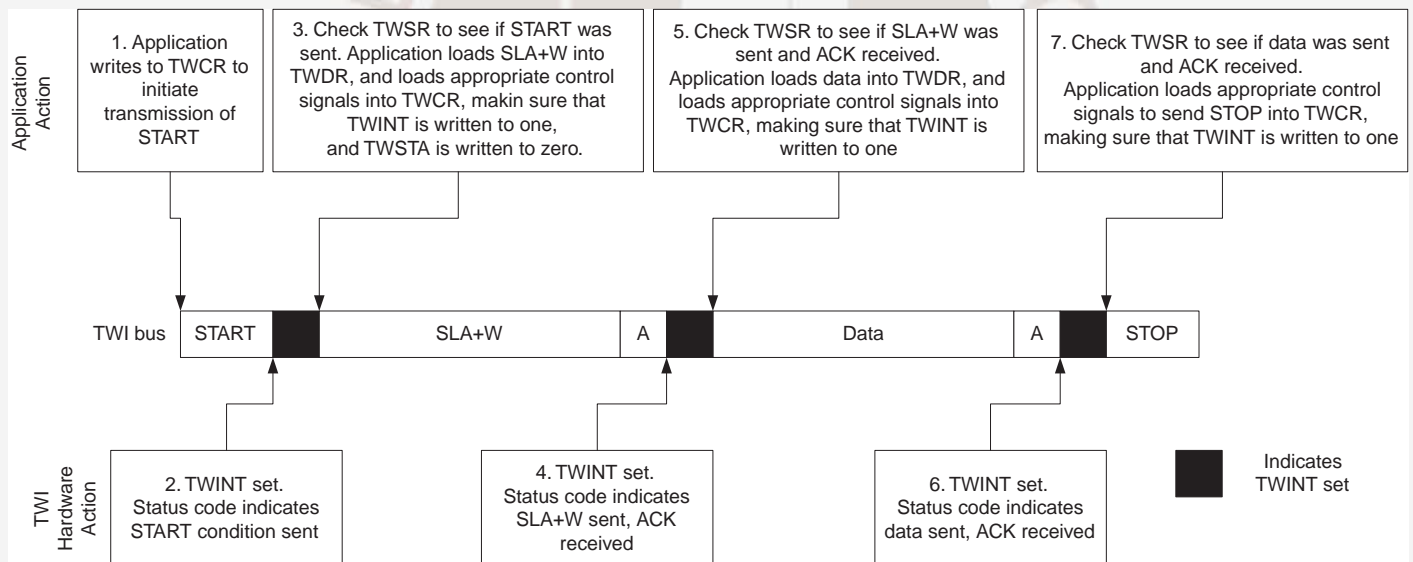 Application
Action
1. Application
writes to TWCR to
initiate
transmission of
START
3. Check TWSR to see if START was
sent. Application loads SLA+W into
TWDR, and loads appropriate control
signals into TWCR, makin sure that
TWINT is written to one,
and TWSTA is written to zero.
5. Check TWSR to see if SLA+W was
sent and ACK received.
Application loads data into TWDR, and
loads appropriate control signals into
TWCR, making sure that TWINT is
written to one
7. Check TWSR to see if data was sent
and ACK received.
Application loads appropriate control
signals to send STOP into TWCR,
making sure that TWINT is written to one
TWI bus
START
SLA+W
A
Data
A
STOP
TWI
Hardware
Action
2. TWINT set.
Status code indicates
START condition sent
4. TWINT set.
Status code indicates
SLA+W sent, ACK
received
6. TWINT set.
Status code indicates
data sent, ACK received
Indicates
TWINT set